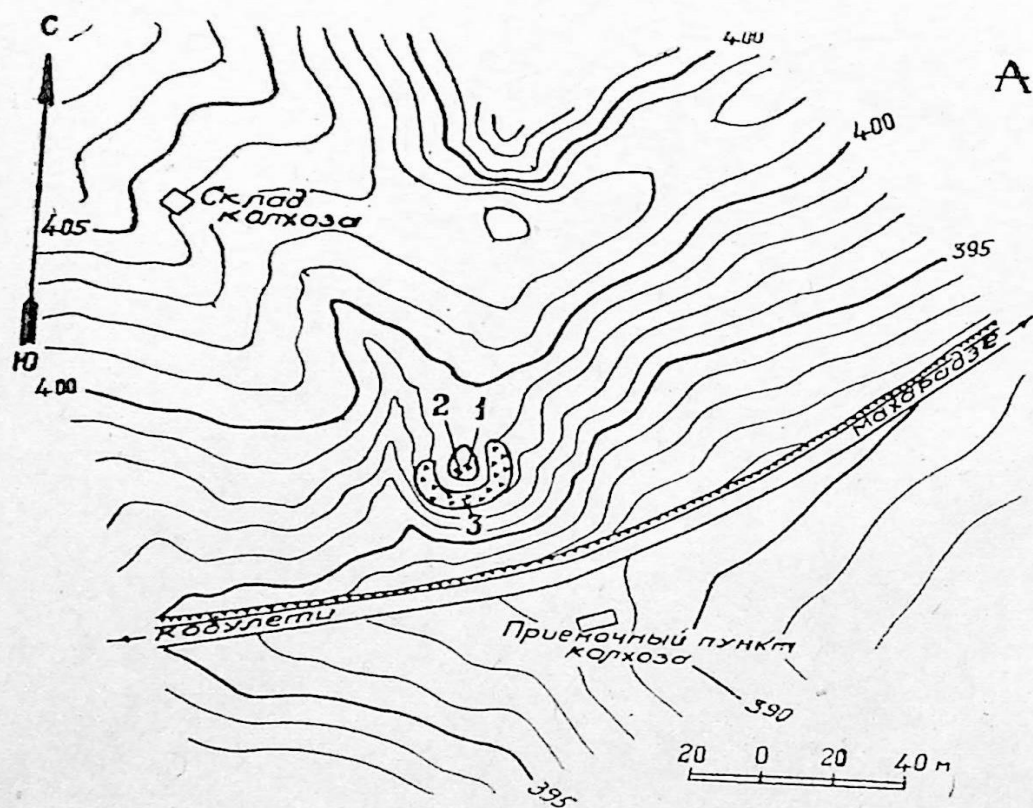 С
400
А
400
Склад
колхоза
405
395
Ю
400
Махарадзе
2 1
3
Кобулети
Приемочный пункт
колхоза
390
20 0 20 40 м
395